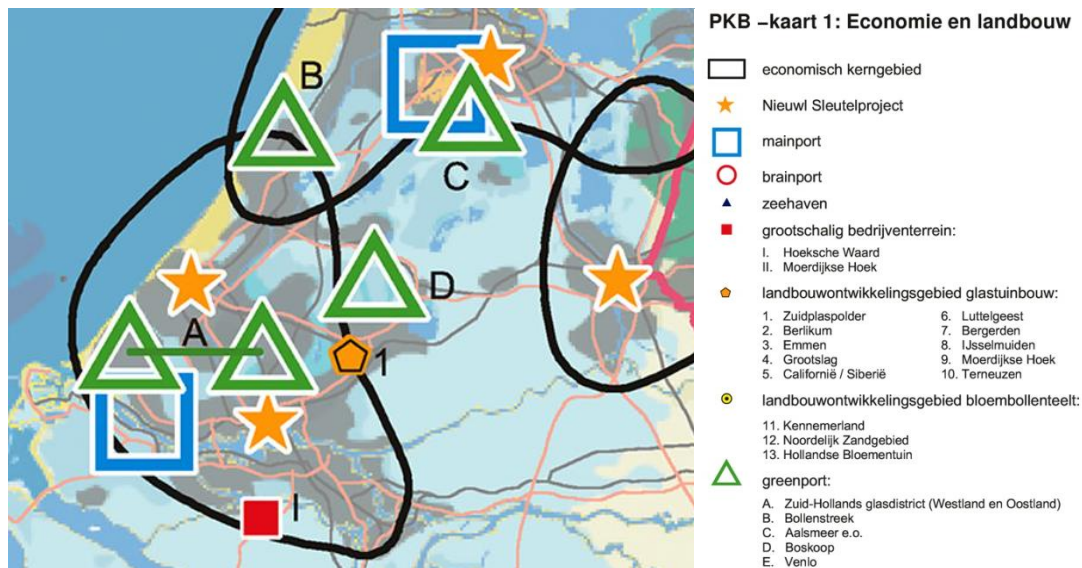 PKB –kaart 1: Economie en landbouw
economisch kerngebied
Nieuwl Sleutelproject
mainport
brainport
zeehaven
grootschalig bedrijventerrein:
I. Hoeksche Waard
II. Moerdijkse Hoek
landbouwontwikkelingsgebied glastuinbouw:
1. Zuidplaspolder
2. Berlikum
3. Emmen
4. Grootslag
5. Califormië / Siberië
6. Luttelgeest
7. Bergerden
8. IJsselmuiden
9. Moerdijkse Hoek
10. Terneuzen
landbouwontwikkelingsgebied bloembollenteelt:
11. Kennemerland
12. Noordelijk Zandgebied
13. Hollandse Bloementuin
greenport:
A. Zuid-Hollands glasdistrict (Westland en Oostland)
B. Bollenstreek
C. Aalsmeer e.o.
D. Boskoop
E. Venlo
B
C
D
A
1
I